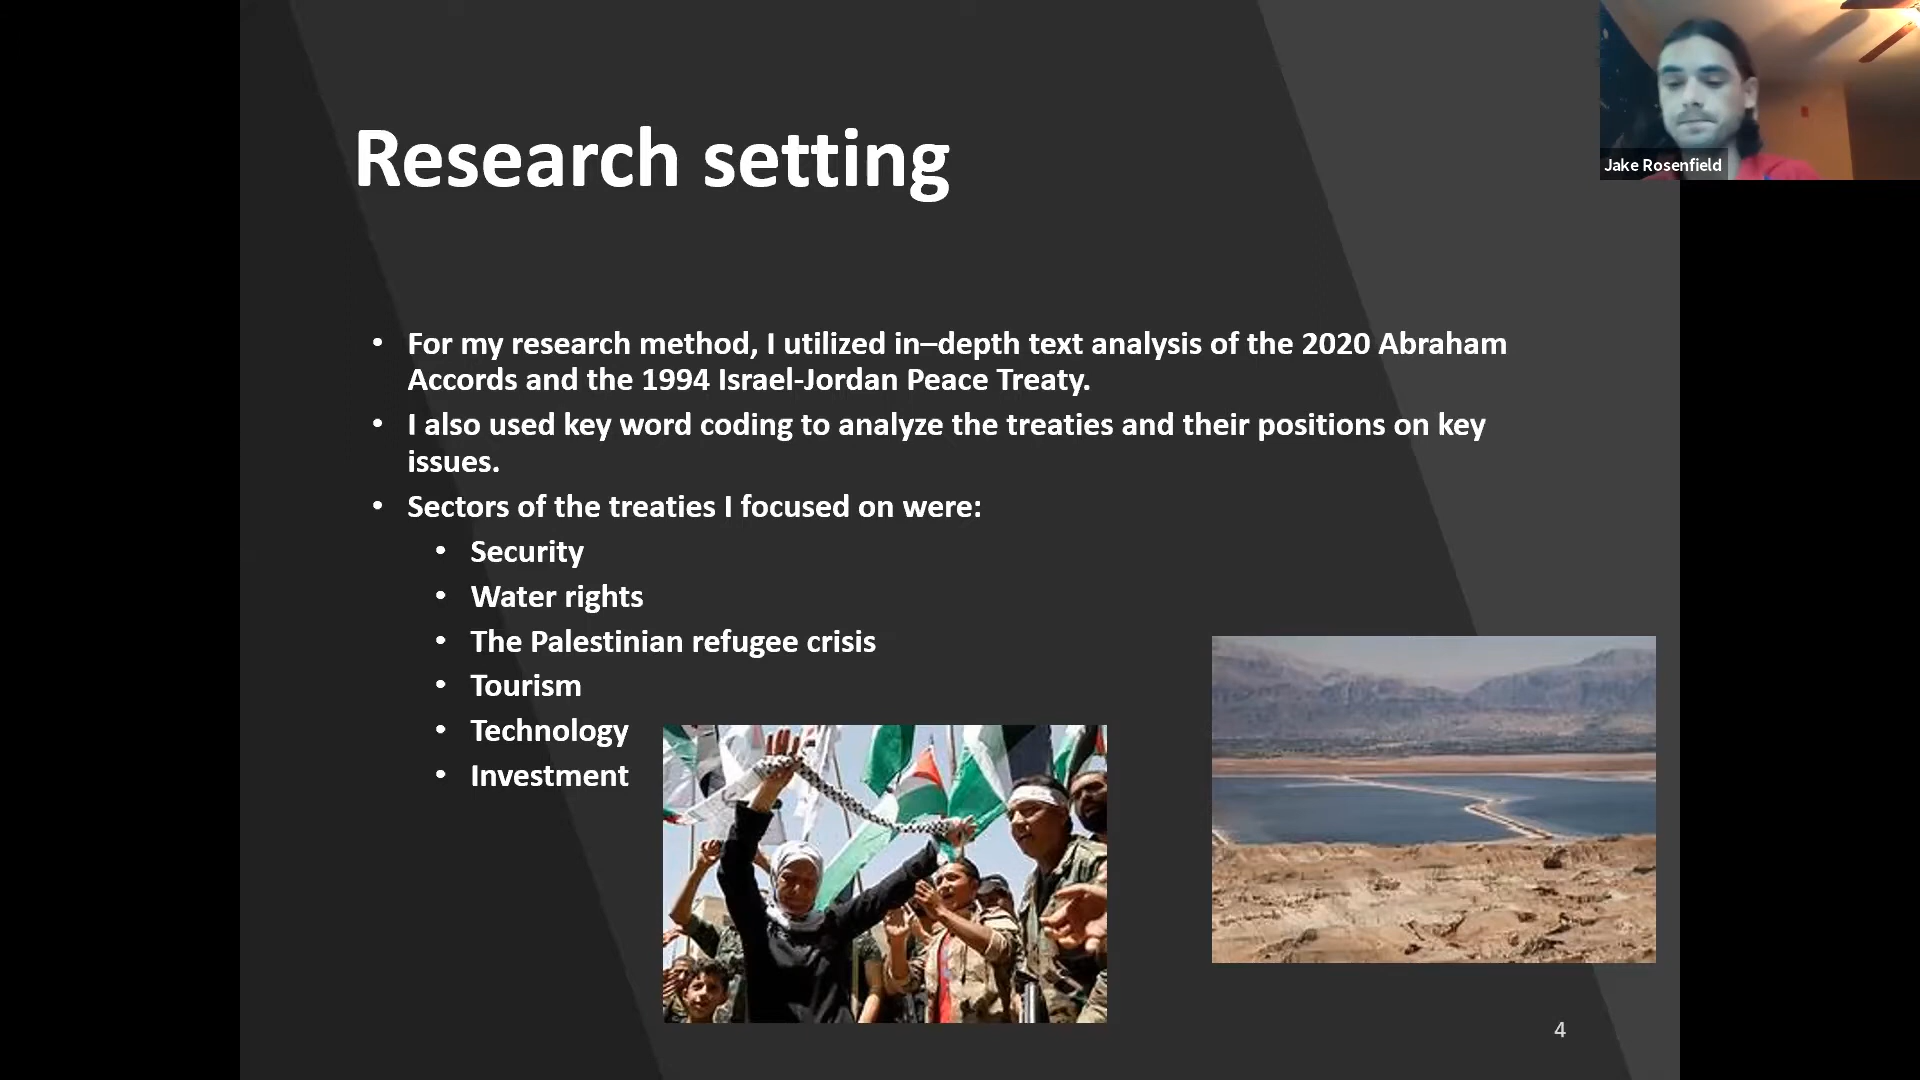 Research setting
Jake Rosenfield
• For my research method, I utilized in–depth text analysis of the 2020 Abraham
Accords and the 1994 Israel-Jordan Peace Treaty.
• I also used key word coding to analyze the treaties and their positions on key
issues.
• Sectors of the treaties I focused on were:
• Security
• Water rights
• The Palestinian refugee crisis
• Tourism
• Technology
• Investment
4